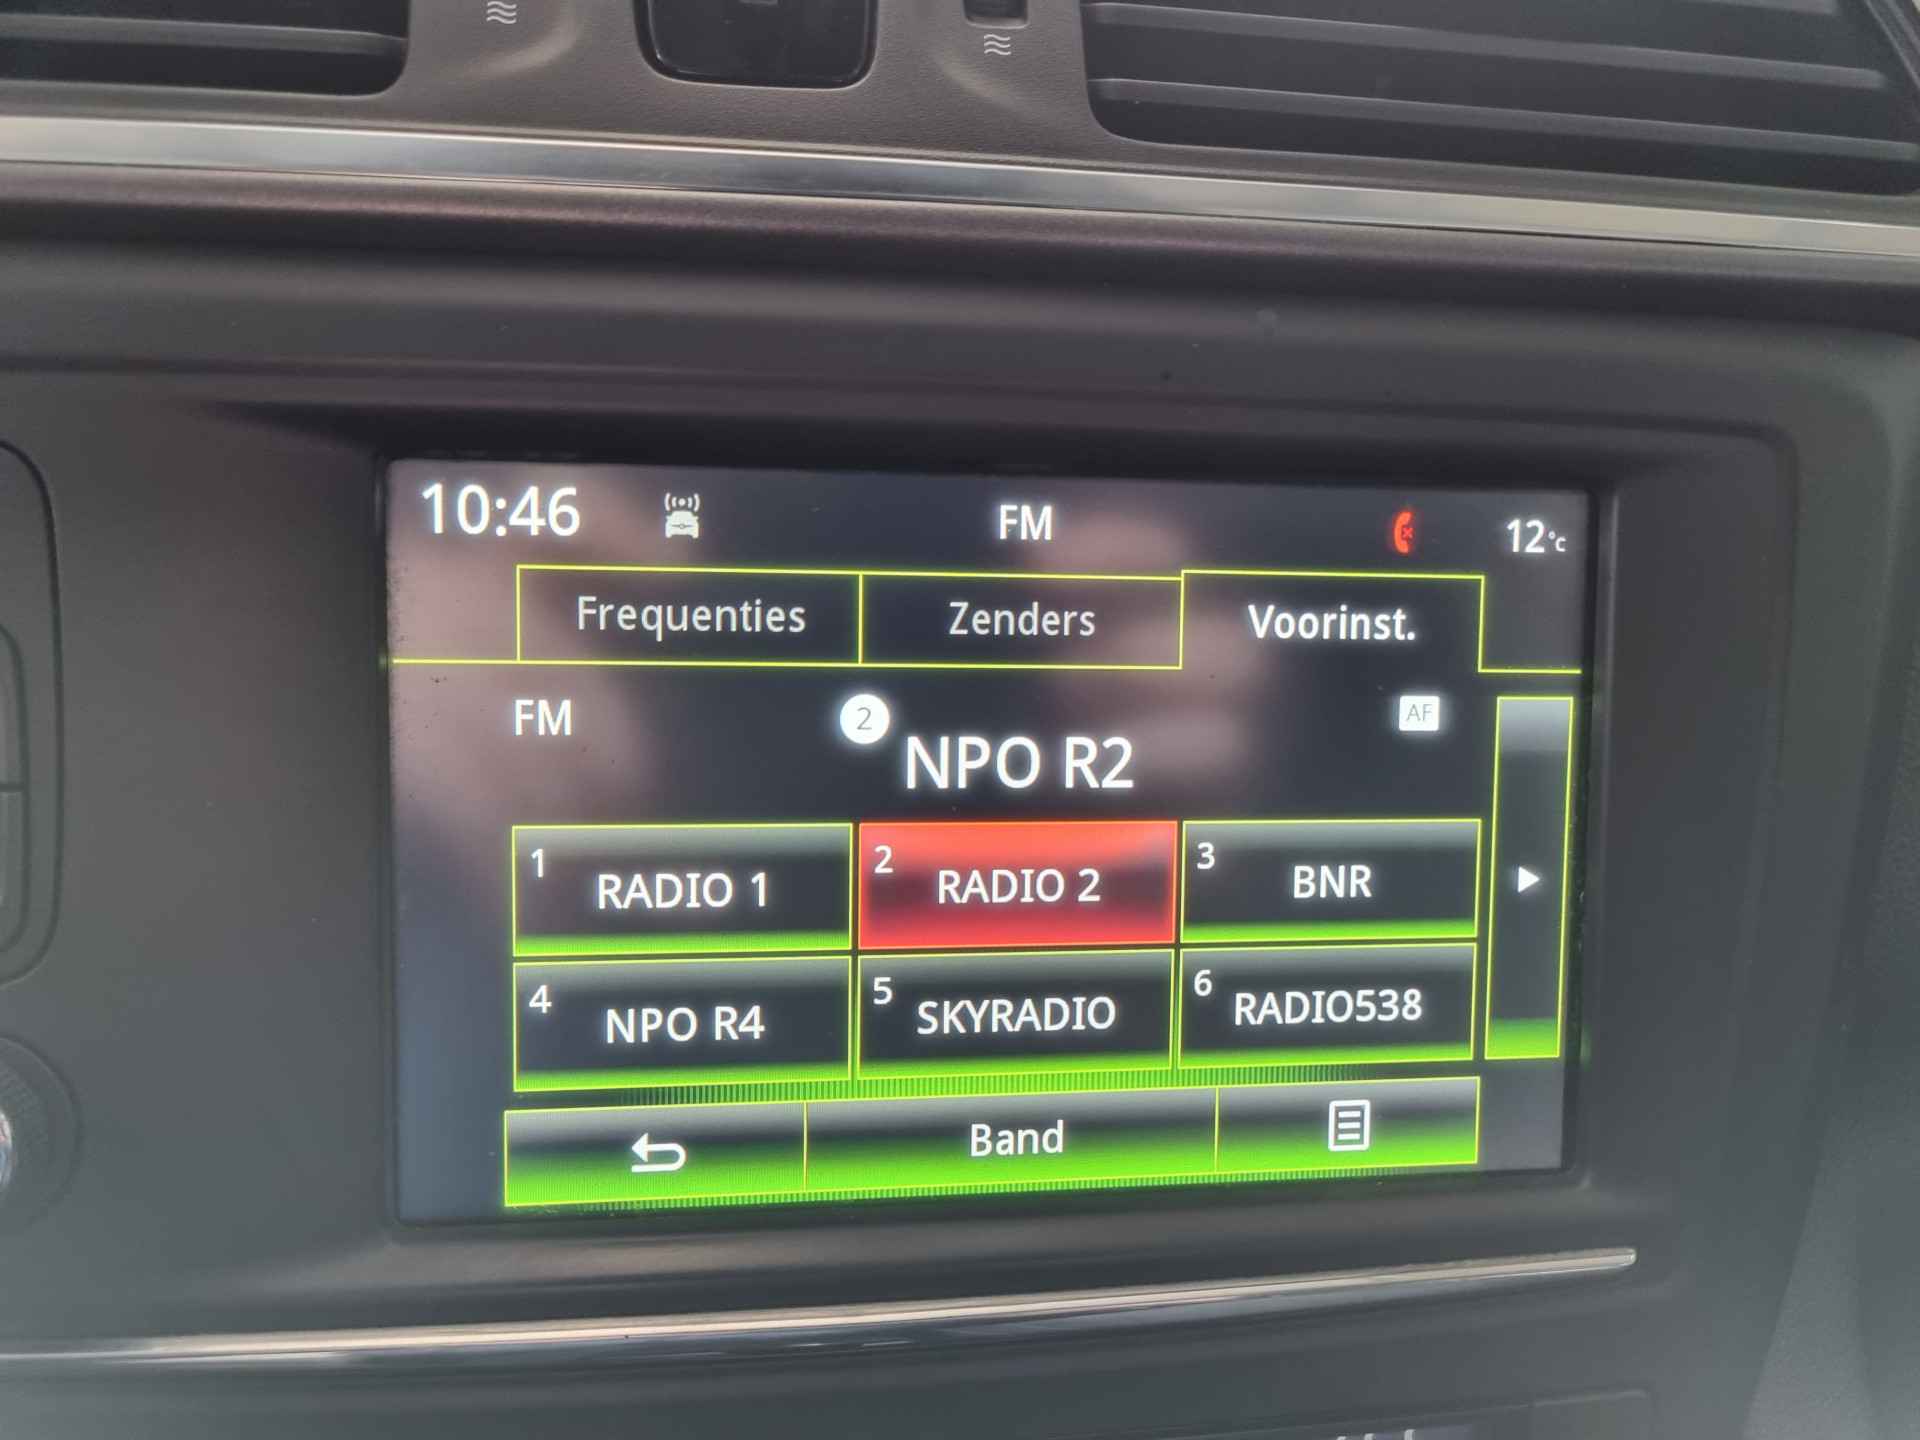 10:46 FM 12°C
Frequenties Zenders Voorinst.
FM 2 AF
NPO R2
1 RADIO 1 2 RADIO 2 3 BNR
4 NPO R4 5 SKYRADIO 6 RADIO538
Band